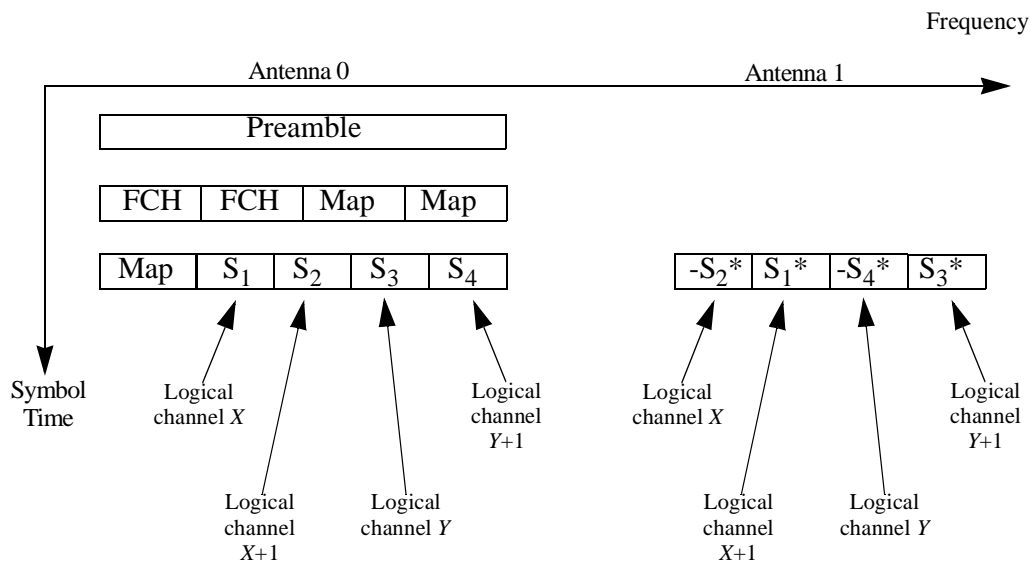 Frequency
Antenna 0
Antenna 1
Preamble
FCH FCH Map Map
Map S₁ S₂ S₃ S₄
-S₂* S₁* -S₄* S₃*
Symbol
Time
Logical
channel X
Logical
channel
Y+1
Logical
channel X
Logical
channel
Y+1
Logical
channel
X+1
Logical
channel Y
Logical
channel
X+1
Logical
channel Y